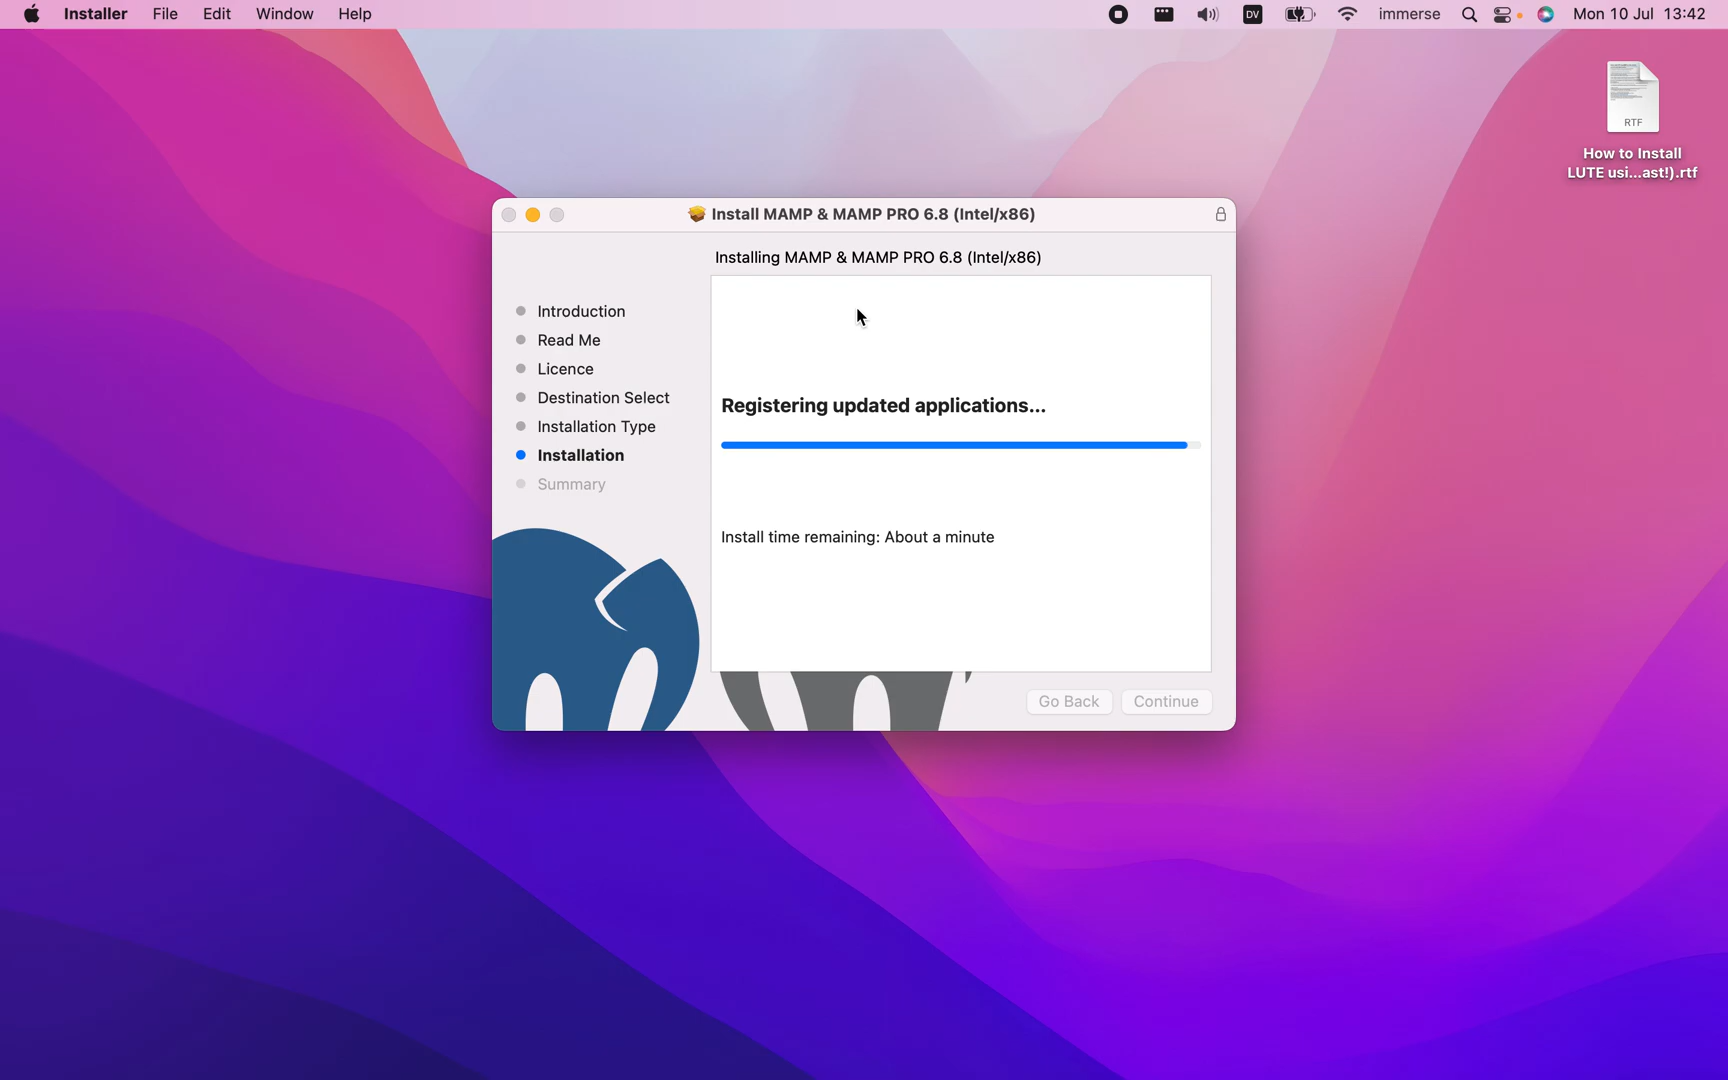 Installer File Edit Window Help DV immerse Mon 10 Jul 13:42
RTF
How to Install
LUTE usi...ast!).rtf
Install MAMP & MAMP PRO 6.8 (Intel/x86)
Installing MAMP & MAMP PRO 6.8 (Intel/x86)
Introduction
Read Me
Licence
Destination Select
Installation Type
Installation
Summary
Registering updated applications...
Install time remaining: About a minute
Go Back Continue